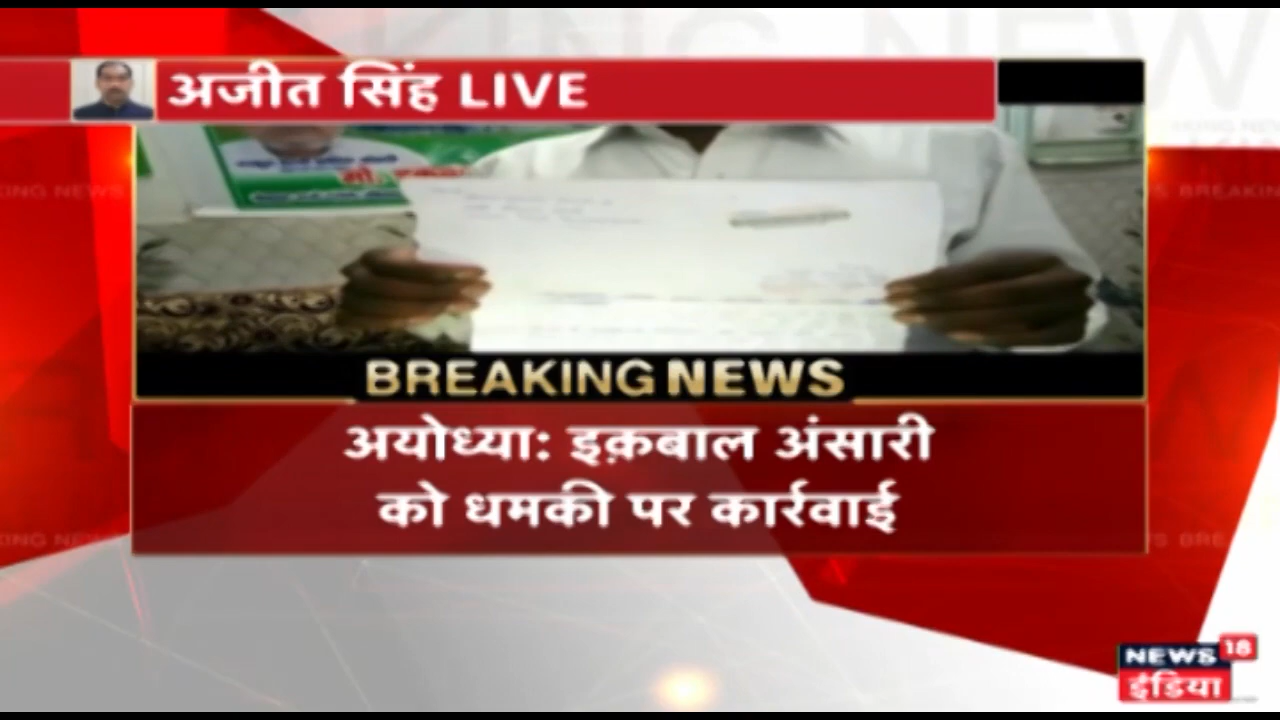 अजीत सिंह LIVE
BREAKING NEWS
अयोध्या: इक़बाल अंसारी
को धमकी पर कार्रवाई
NEWS 18
इंडिया